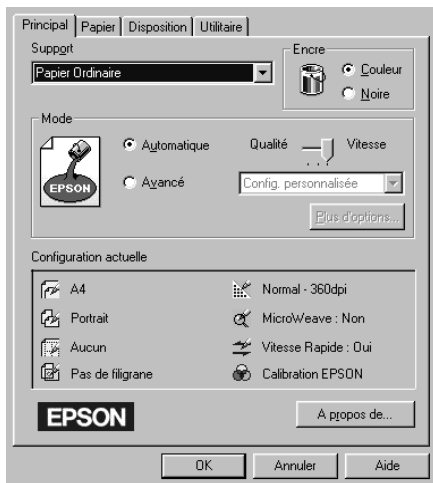 Principal Papier Disposition Utilitaire
Support
Papier Ordinaire
Encre
Couleur
Noire
Mode
EPSON
Automatique
Avancé
Qualité Vitesse
Config. personnalisée
Plus d'options...
Configuration actuelle
A4
Portrait
Aucun
Pas de filigrane
Normal - 360dpi
MicroWeave : Non
Vitesse Rapide : Oui
Calibration EPSON
EPSON
A propos de...
OK Annuler Aide